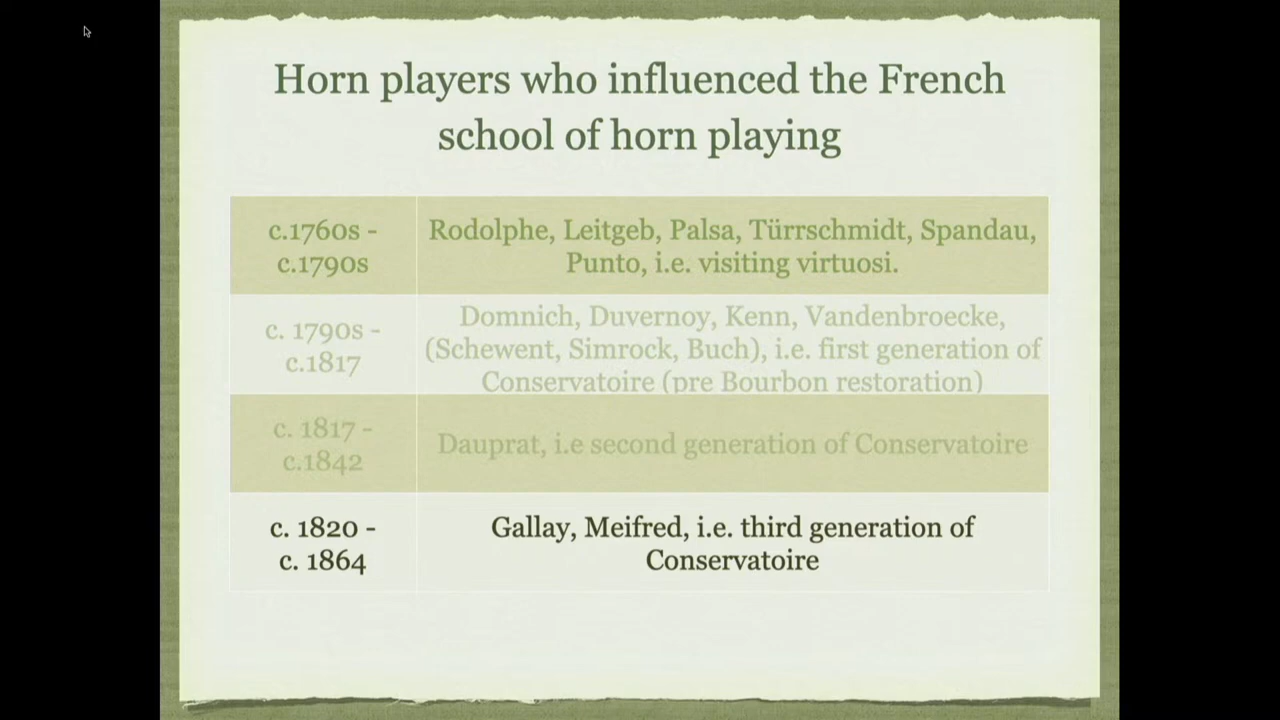 Horn players who influenced the French
school of horn playing
c.1760s -
c.1790s
Rodolphe, Leitgeb, Palsa, Türrschmidt, Spandau,
Punto, i.e. visiting virtuosi.
c. 1790s -
c.1817
Domnich, Duvernoy, Kenn, Vandenbroecke,
(Schewent, Simrock, Buch), i.e. first generation of
Conservatoire (pre Bourbon restoration)
c. 1817 -
c.1842
Dauprat, i.e second generation of Conservatoire
c. 1820 -
c. 1864
Gallay, Meifred, i.e. third generation of
Conservatoire